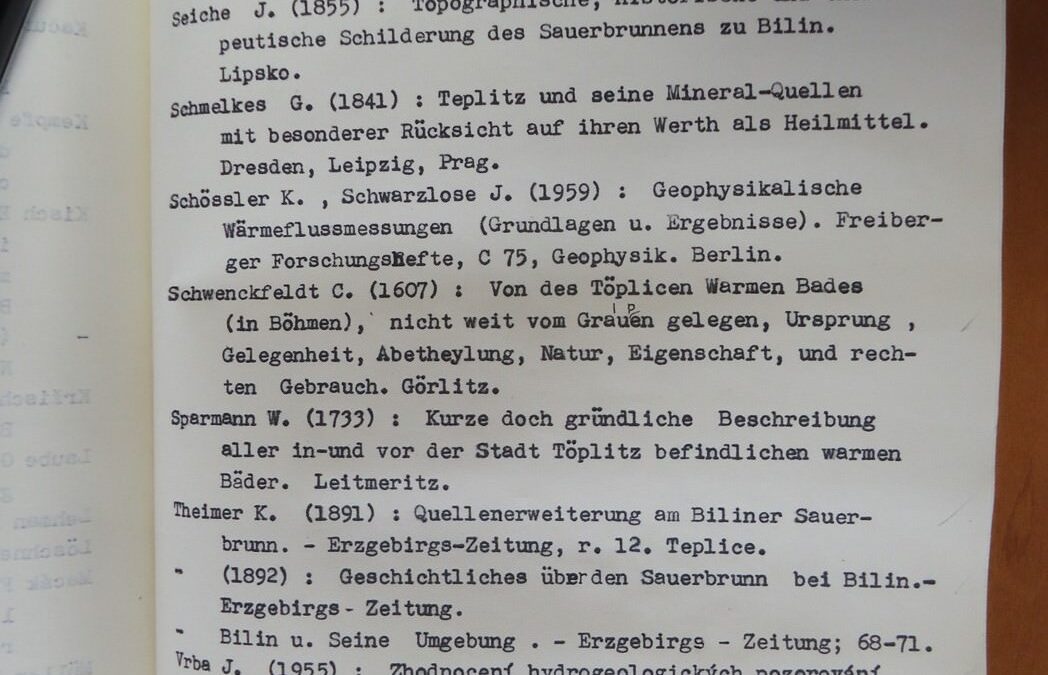 Seiche J. (1855) : Topographische,
peutische Schilderung des Sauerbrunnens zu Bilin.
Lipsko.
Schmelkes G. (1841) : Teplitz und seine Mineral-Quellen
mit besonderer Rücksicht auf ihren Werth als Heilmittel.
Dresden, Leipzig, Prag.
Schössler K. , Schwarzlose J. (1959) : Geophysikalische
Wärmeflussmessungen (Grundlagen u. Ergebnisse). Freiber-
ger Forschungshefte, C 75, Geophysik. Berlin.
Schwenckfeldt C. (1607) : Von des Töplicen Warmen Bades
(in Böhmen), nicht weit vom Grauen gelegen, Ursprung ,
Gelegenheit, Abetheylung, Natur, Eigenschaft, und rech-
ten Gebrauch. Görlitz.
Sparmann W. (1733) : Kurze doch gründliche Beschreibung
aller in-und vor der Stadt Töplitz befindlichen warmen
Bäder. Leitmeritz.
Theimer K. (1891) : Quellenerweiterung am Biliner Sauer-
brunn. - Erzgebirgs-Zeitung, r. 12. Teplice.
" (1892) : Geschichtliches über den Sauerbrunn bei Bilin.-
Erzgebirgs - Zeitung.
" Bilin u. Seine Umgebung . - Erzgebirgs - Zeitung; 68-71.
Vrba J. (1955) : Zhodnocení hydrogeologických pozorování